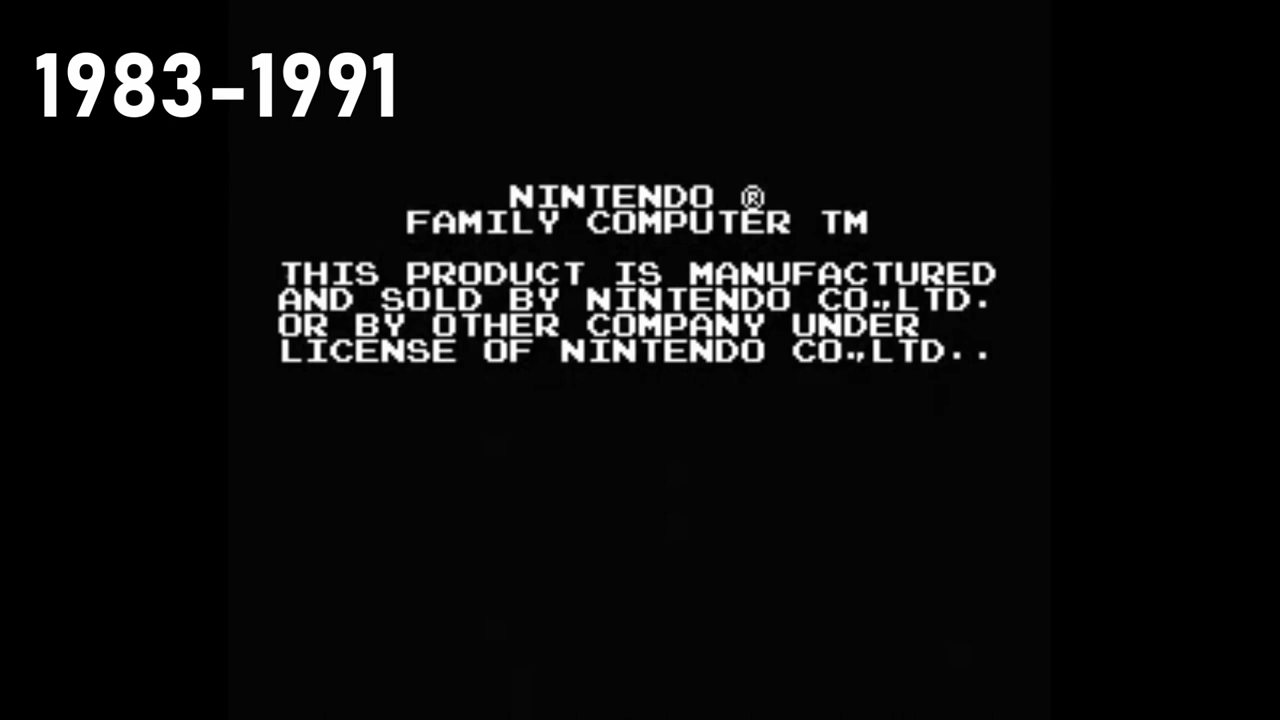 1983-1991
NINTENDO ®
FAMILY COMPUTER TM
THIS PRODUCT IS MANUFACTURED
AND SOLD BY NINTENDO CO.,LTD.
OR BY OTHER COMPANY UNDER
LICENSE OF NINTENDO CO.,LTD..